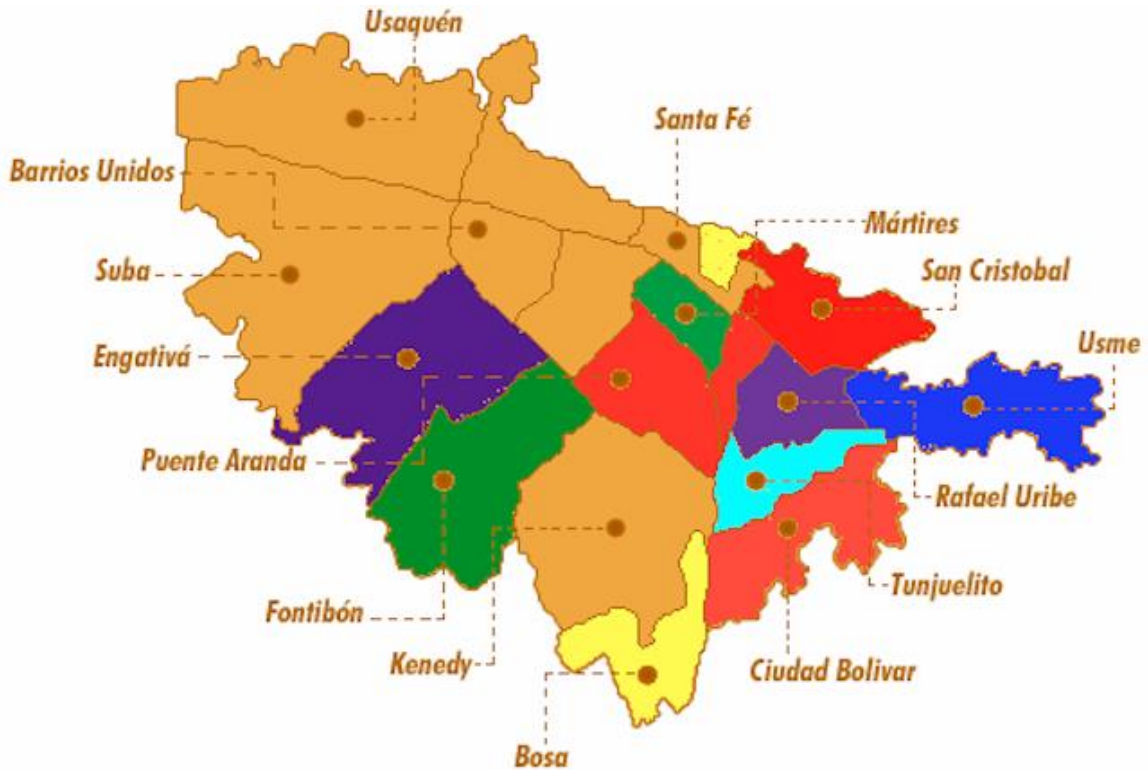 Usaquén
Santa Fé
Barrios Unidos
Mártires
Suba
San Cristobal
Engativá
Usme
Puente Aranda
Rafael Uribe
Fontibón
Tunjuelito
Kenedy
Ciudad Bolivar
Bosa